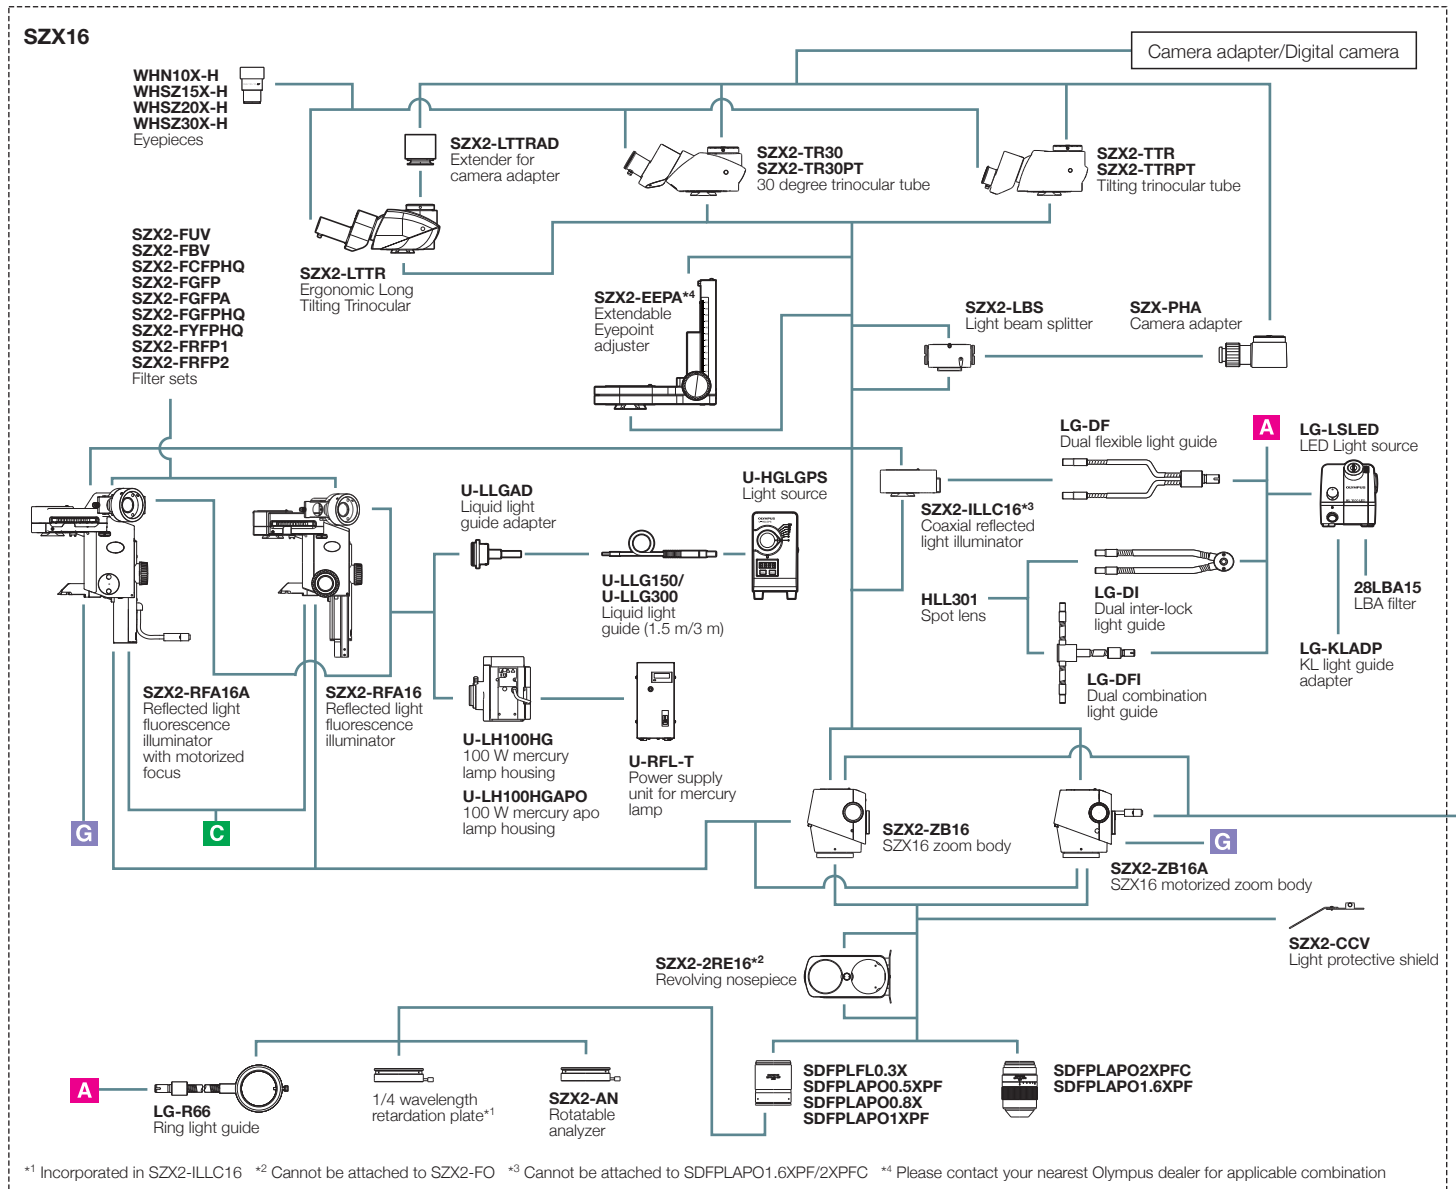 SZX16
Camera adapter/Digital camera
WHN10X-H
WHSZ15X-H
WHSZ20X-H
WHSZ30X-H
Eyepieces
SZX2-LTTRAD
Extender for
camera adapter
SZX2-TR30
SZX2-TR30PT
30 degree trinocular tube
SZX2-TTR
SZX2-TTRPT
Tilting trinocular tube
SZX2-FUV
SZX2-FBV
SZX2-FCFPHQ
SZX2-FGFP
SZX2-FGFPA
SZX2-FGFPHQ
SZX2-FYFPHQ
SZX2-FRFP1
SZX2-FRFP2
Filter sets
SZX2-LTTR
Ergonomic Long
Tilting Trinocular
SZX2-EEPA*4
Extendable
Eyepoint
adjuster
SZX2-LBS
Light beam splitter
SZX-PHA
Camera adapter
LG-DF
Dual flexible light guide
A
LG-LSLED
LED Light source
U-LLGAD
Liquid light
guide adapter
U-HGLGPS
Light source
SZX2-ILLC16*3
Coaxial reflected
light illuminator
U-LLG150/
U-LLG300
Liquid light
guide (1.5 m/3 m)
HLL301
Spot lens
LG-DI
Dual inter-lock
light guide
28LBA15
LBA filter
LG-KLADP
KL light guide
adapter
LG-DFI
Dual combination
light guide
SZX2-RFA16A
Reflected light
fluorescence
illuminator
with motorized
focus
SZX2-RFA16
Reflected light
fluorescence
illuminator
U-LH100HG
100 W mercury
lamp housing
U-LH100HGAPO
100 W mercury apo
lamp housing
U-RFL-T
Power supply
unit for mercury
lamp
G
C
SZX2-ZB16
SZX16 zoom body
G
SZX2-ZB16A
SZX16 motorized zoom body
SZX2-CCV
Light protective shield
SZX2-2RE16*2
Revolving nosepiece
A
LG-R66
Ring light guide
1/4 wavelength
retardation plate*1
SZX2-AN
Rotatable
analyzer
SDFPLFL0.3X
SDFPLAPO0.5XPF
SDFPLAPO0.8X
SDFPLAPO1XPF
SDFPLAPO2XPFC
SDFPLAPO1.6XPF
*1 Incorporated in SZX2-ILLC16 *2 Cannot be attached to SZX2-FO *3 Cannot be attached to SDFPLAPO1.6XPF/2XPFC *4 Please contact your nearest Olympus dealer for applicable combination